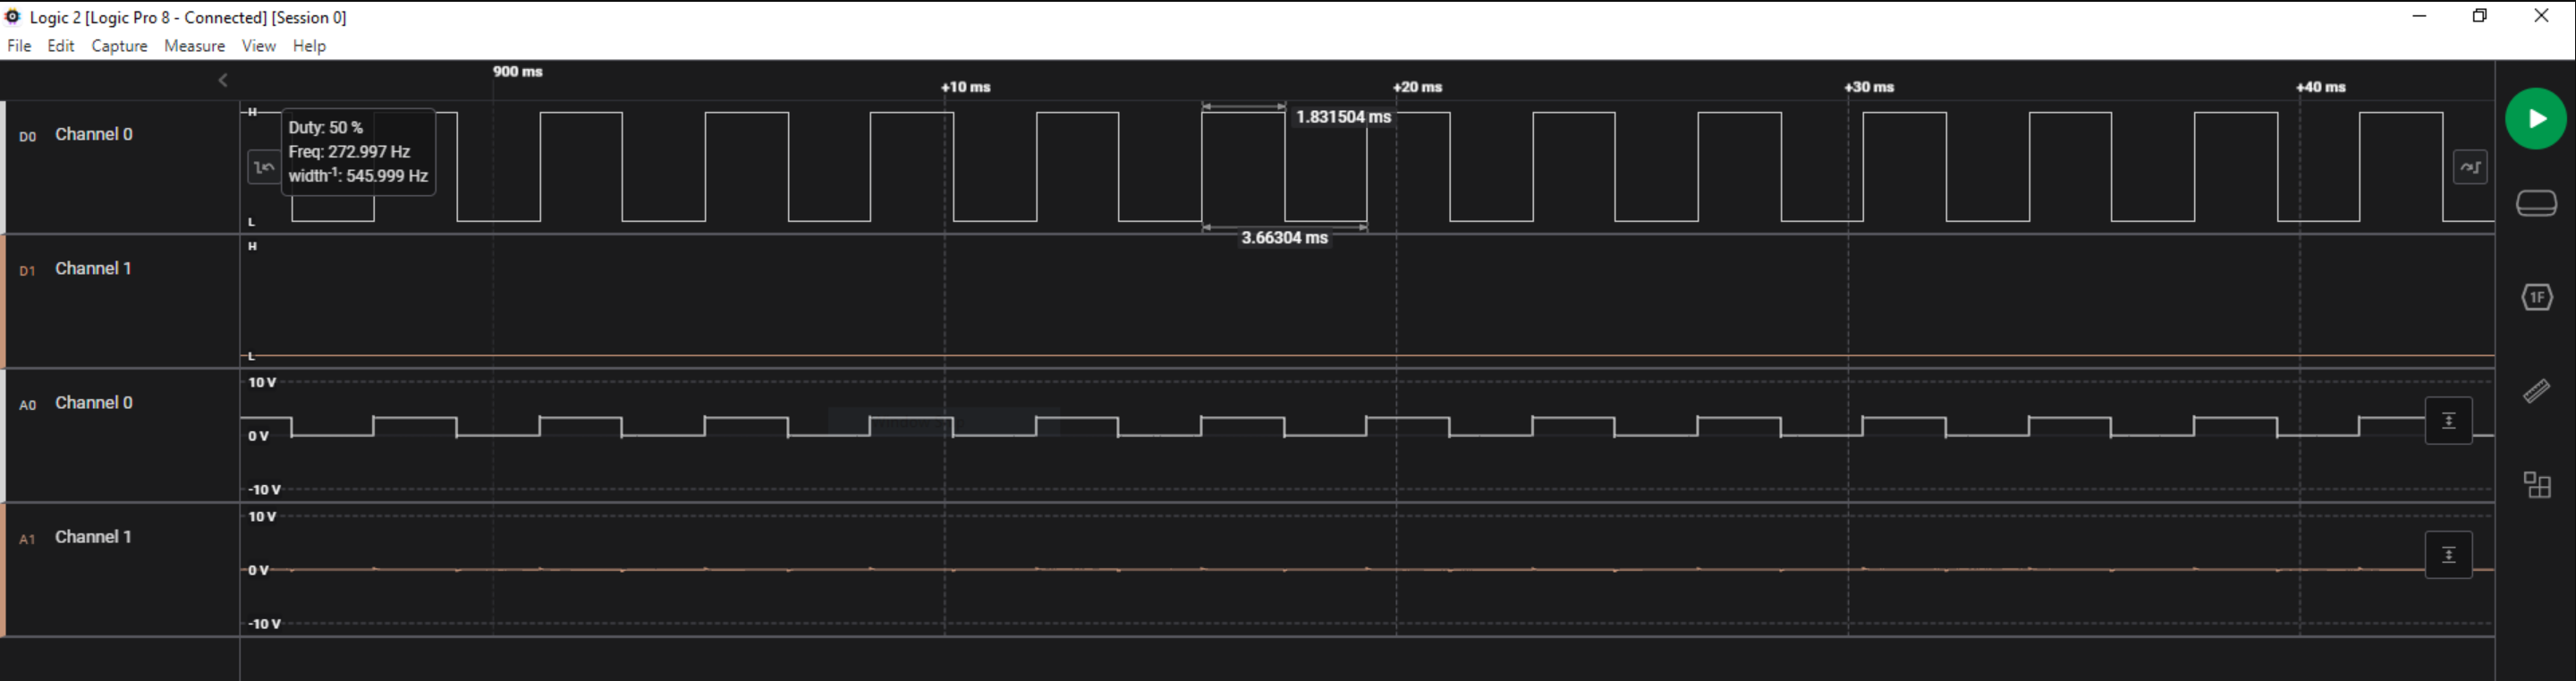 Logic 2 [Logic Pro 8 - Connected] [Session 0]
File Edit Capture Measure View Help
900 ms
+10 ms +20 ms +30 ms +40 ms
D0 Channel 0
H
L
Duty: 50 %
Freq: 272.997 Hz
width-1: 545.999 Hz
1.831504 ms
3.66304 ms
D1 Channel 1
H
L
A0 Channel 0
10 V
0 V
-10 V
A1 Channel 1
10 V
0 V
-10 V
1F